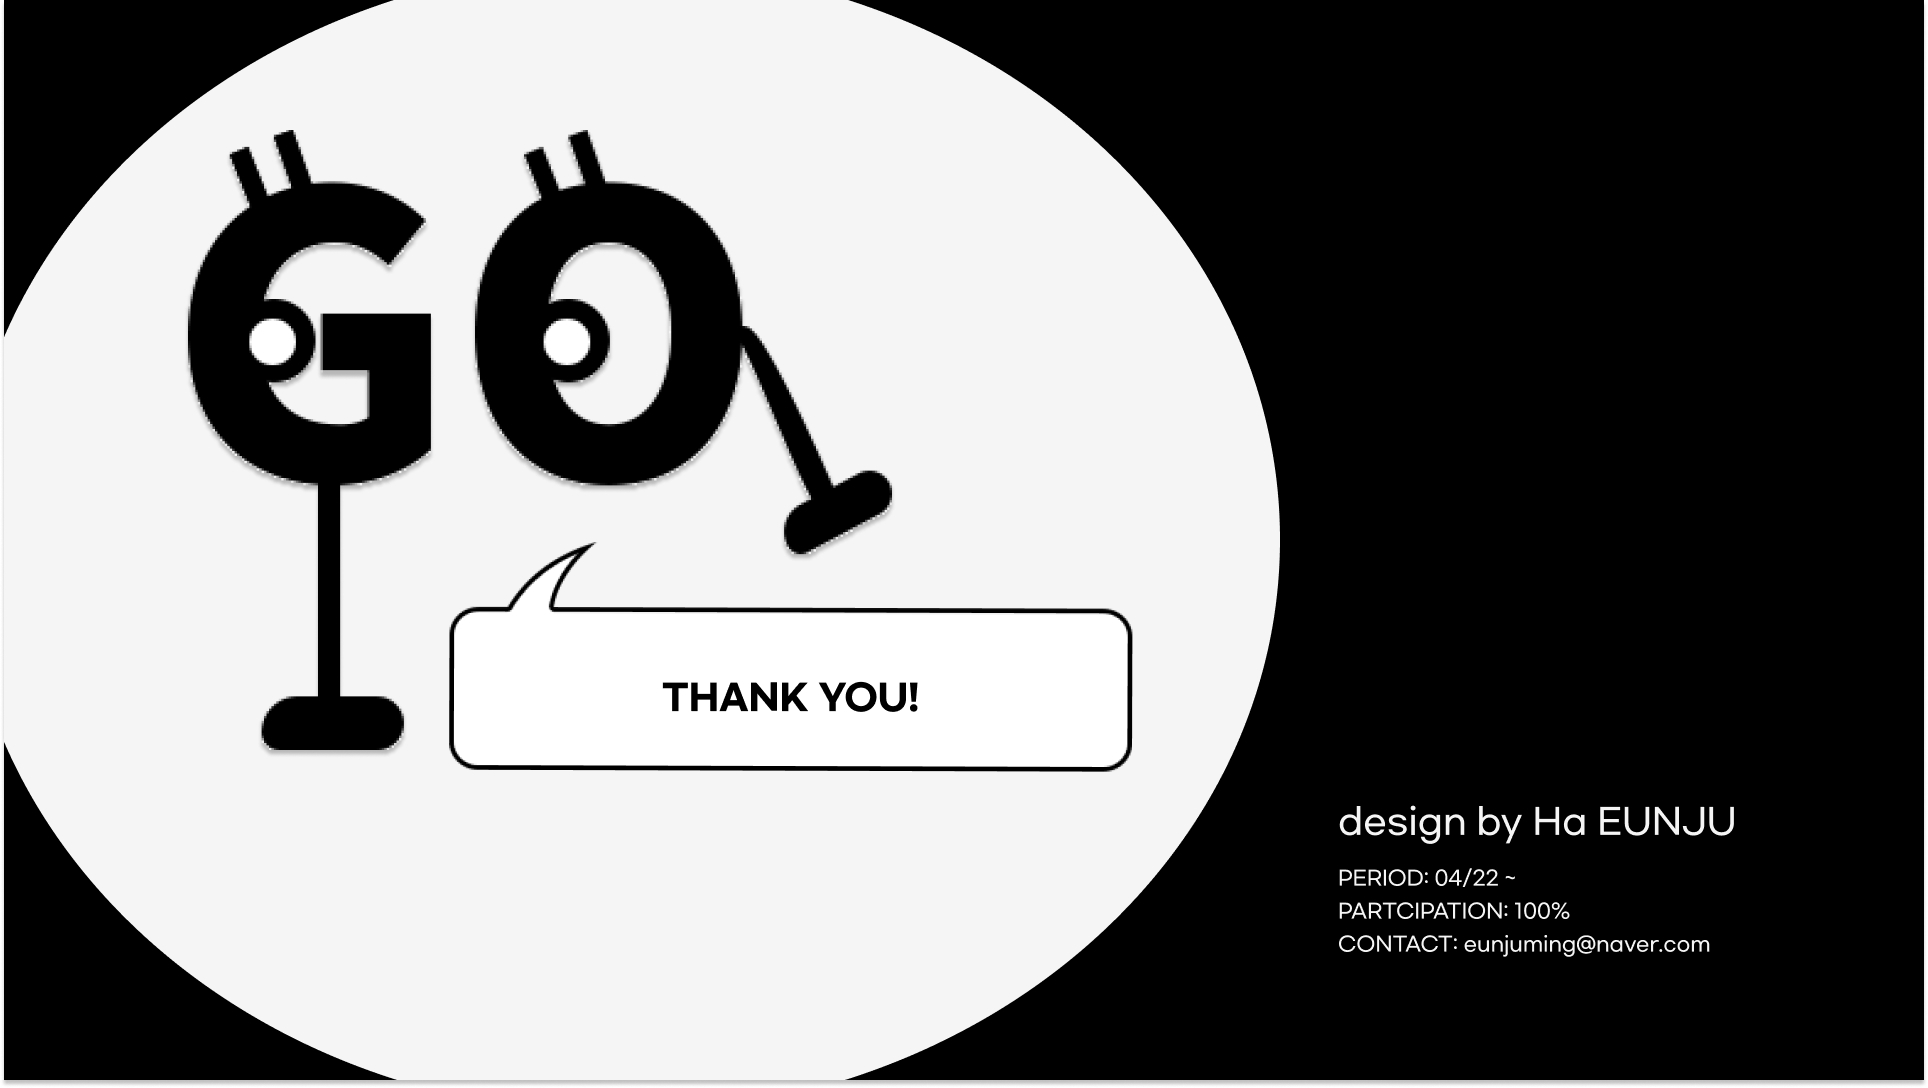 GO
THANK YOU!
design by Ha EUNJU
PERIOD: 04/22 ~
PARTCIPATION: 100%
CONTACT: eunjuming@naver.com